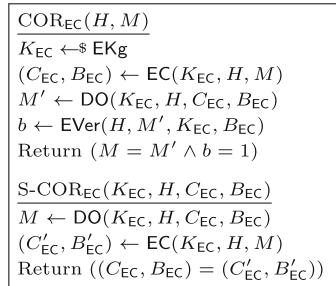 COR_EC(H, M)
K_EC ←$ EKg
(C_EC, B_EC) ← EC(K_EC, H, M)
M′ ← DO(K_EC, H, C_EC, B_EC)
b ← EVer(H, M′, K_EC, B_EC)
Return (M = M′ ∧ b = 1)
S-COR_EC(K_EC, H, C_EC, B_EC)
M ← DO(K_EC, H, C_EC, B_EC)
(C′_EC, B′_EC) ← EC(K_EC, H, M)
Return ((C_EC, B_EC) = (C′_EC, B′_EC))